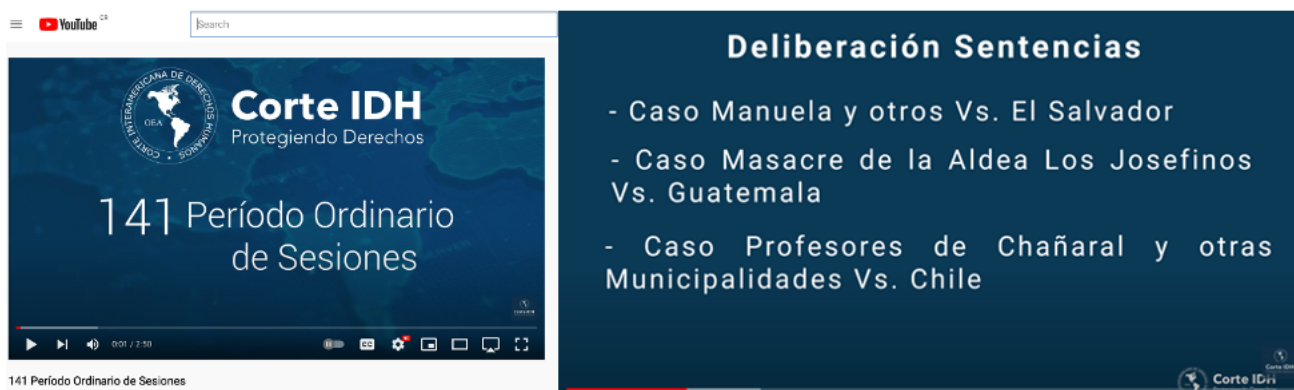 YouTube CR
Search
CORTE INTERAMERICANA DE DERECHOS HUMANOS
OEA
Corte IDH
Protegiendo Derechos
141 Período Ordinario
de Sesiones
0:01 / 2:50
141 Período Ordinario de Sesiones
Deliberación Sentencias
- Caso Manuela y otros Vs. El Salvador
- Caso Masacre de la Aldea Los Josefinos
Vs. Guatemala
- Caso Profesores de Chañaral y otras
Municipalidades Vs. Chile
Corte IDH